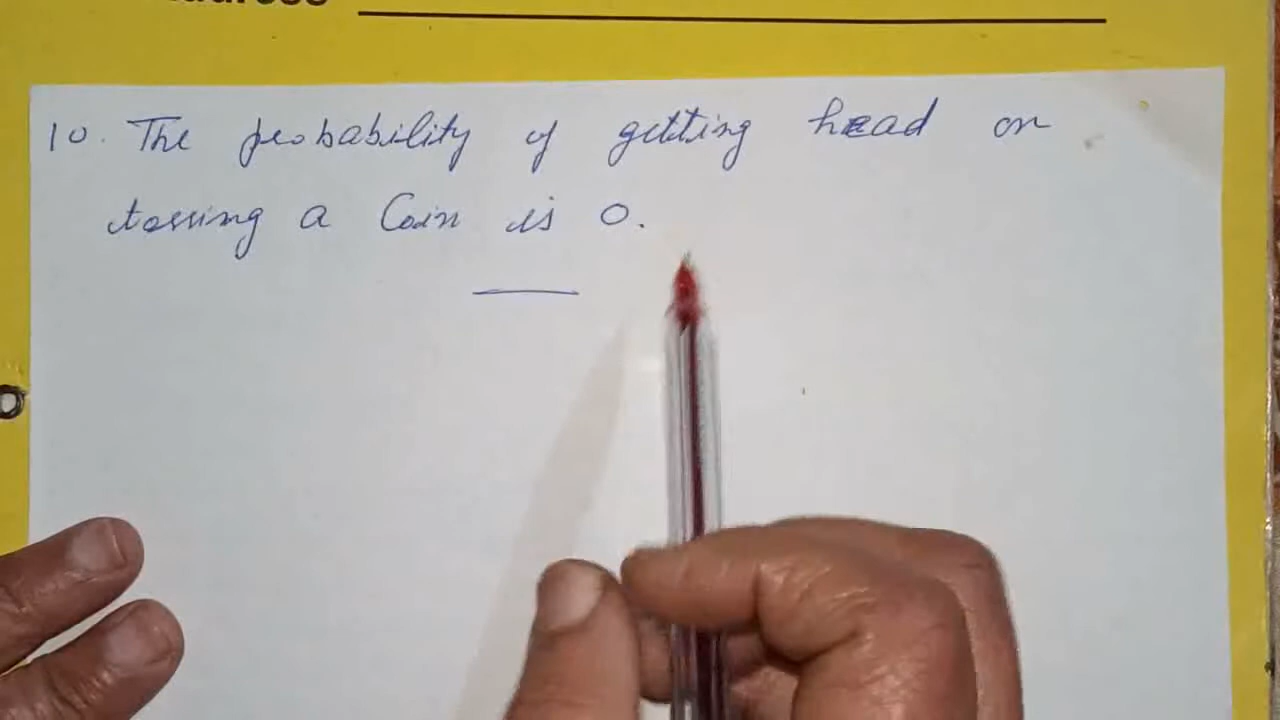 10. The probability of getting head on
tossing a Coin is 0.